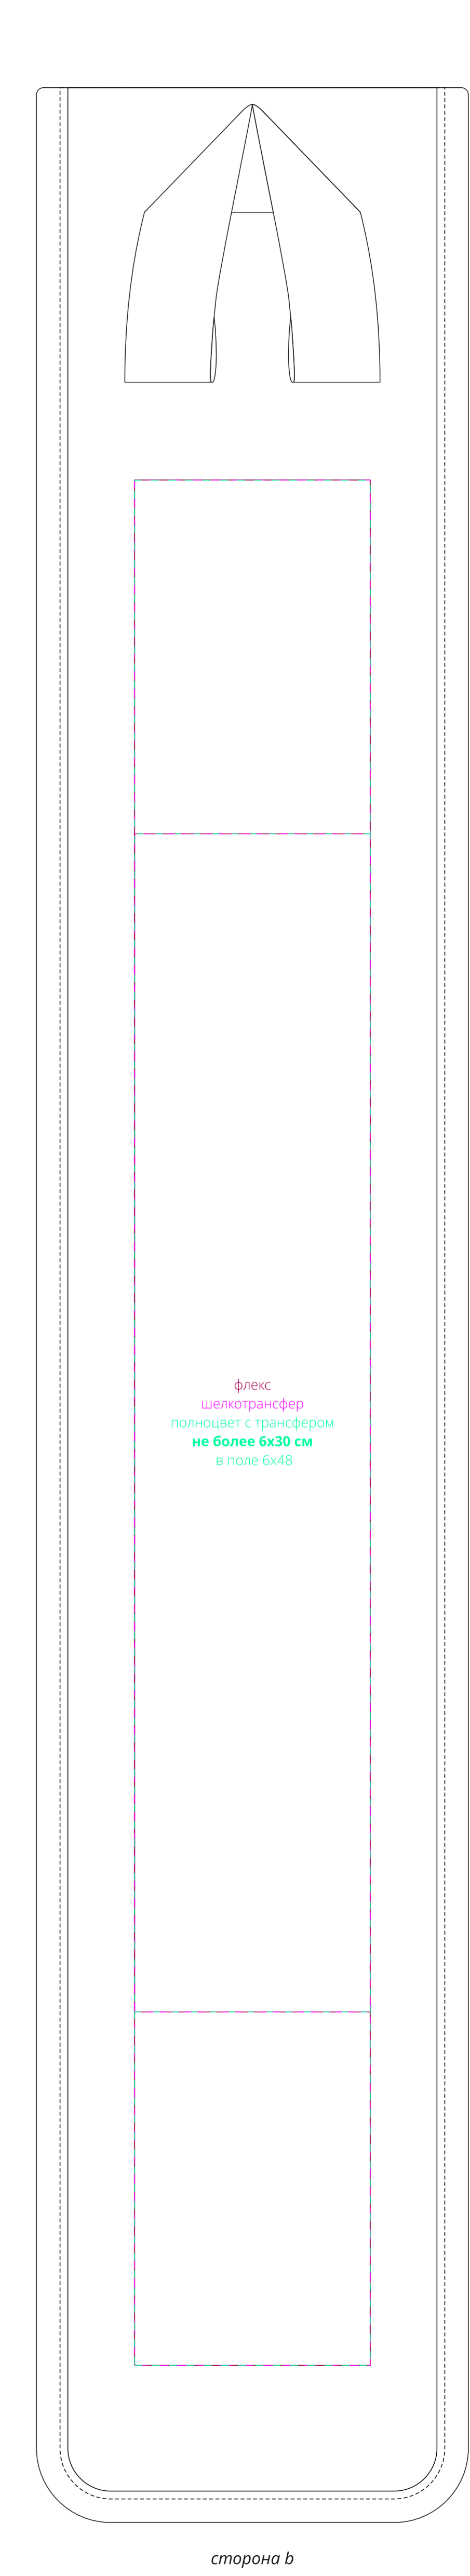 флекс
шелкотрансфер
полноцвет с трансфером
не более 6х30 см
в поле 6х48
сторона b